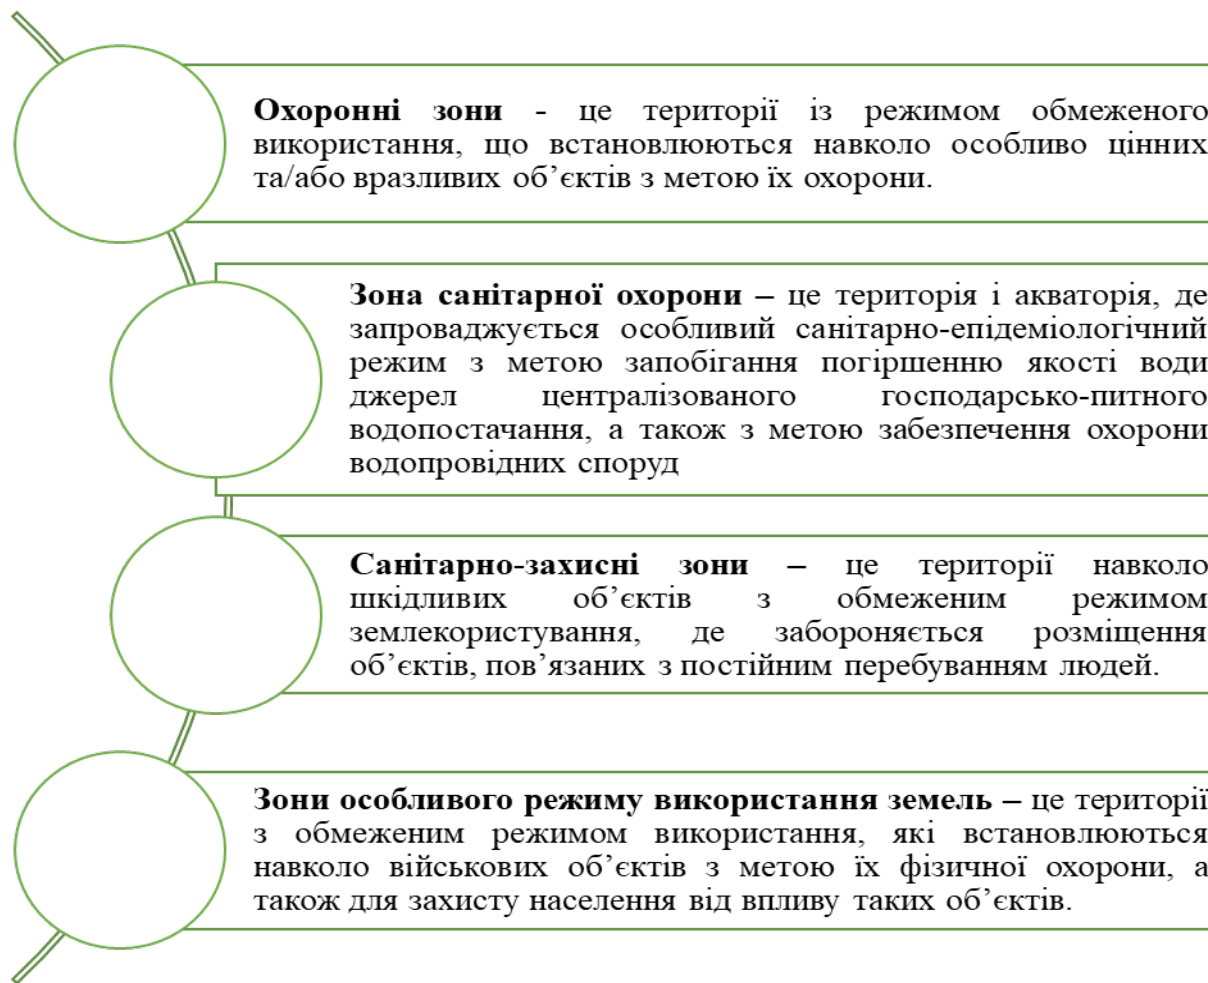 Охоронні зони - це території із режимом обмеженого
використання, що встановлюються навколо особливо цінних
та/або вразливих об’єктів з метою їх охорони.
Зона санітарної охорони – це територія і акваторія, де
запроваджується особливий санітарно-епідеміологічний
режим з метою запобігання погіршенню якості води
джерел централізованого господарсько-питного
водопостачання, а також з метою забезпечення охорони
водопровідних споруд
Санітарно-захисні зони – це території навколо
шкідливих об’єктів з обмеженим режимом
землекористування, де забороняється розміщення
об’єктів, пов’язаних з постійним перебуванням людей.
Зони особливого режиму використання земель – це території
з обмеженим режимом використання, які встановлюються
навколо військових об’єктів з метою їх фізичної охорони, а
також для захисту населення від впливу таких об’єктів.